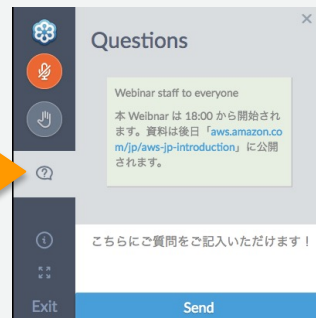 Questions
Webinar staff to everyone
本 Weibnar は 18:00 から開始され
ます。資料は後日「aws.amazon.co
m/jp/aws-jp-introduction」に公開
されます。
こちらにご質問をご記入いただけます！
Exit
Send